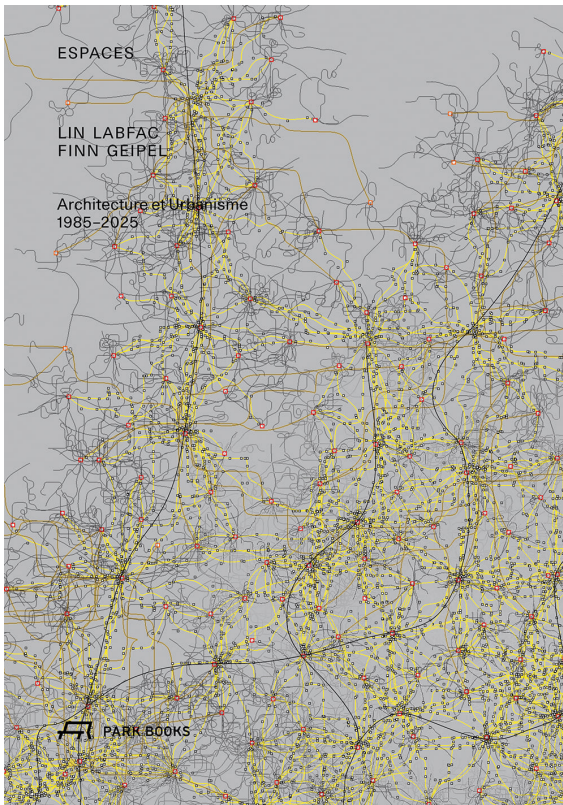 ESPACES
LIN LABFAC
FINN GEIPEL
Architecture et Urbanisme
1985–2025
PARK BOOKS